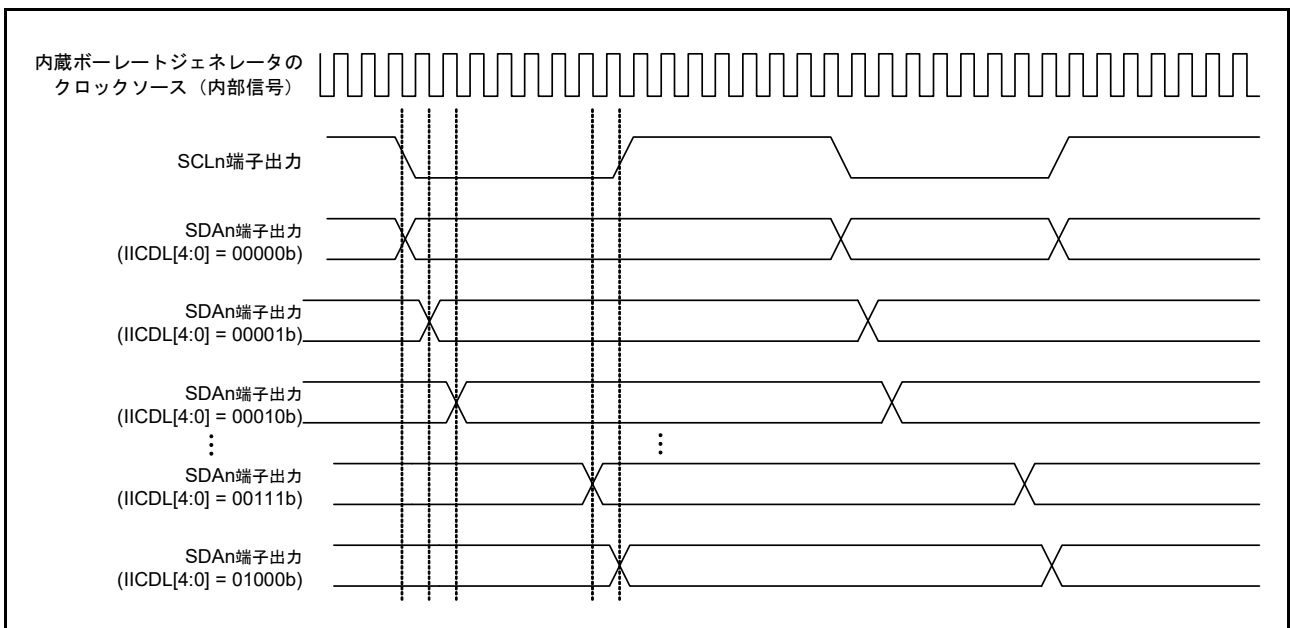 内蔵ボーレートジェネレータの
クロックソース（内部信号）
SCLn端子出力
SDAn端子出力
(IICDL[4:0] = 00000b)
SDAn端子出力
(IICDL[4:0] = 00001b)
SDAn端子出力
(IICDL[4:0] = 00010b)
SDAn端子出力
(IICDL[4:0] = 00111b)
SDAn端子出力
(IICDL[4:0] = 01000b)